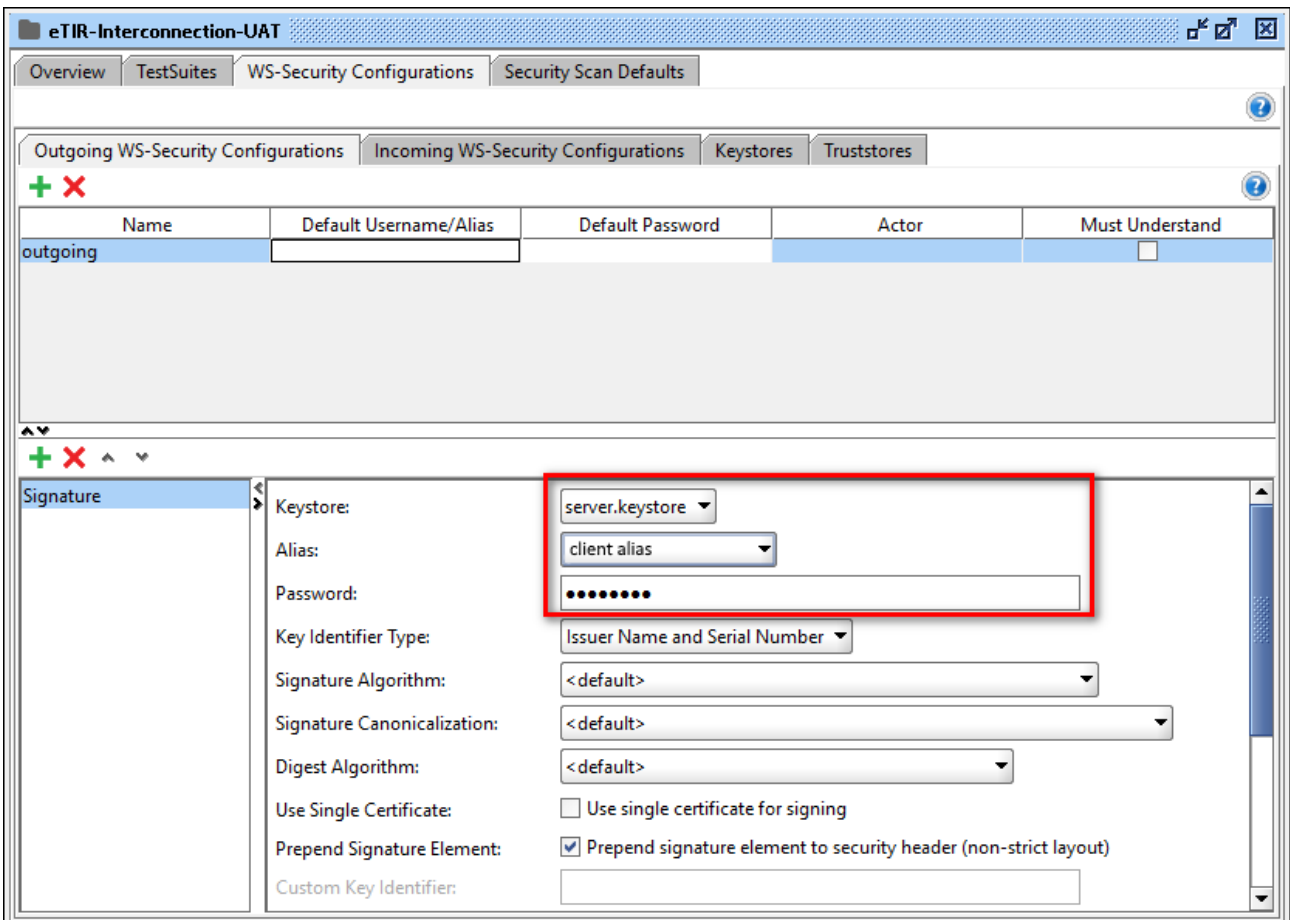 eTIR-Interconnection-UAT
Overview TestSuites WS-Security Configurations Security Scan Defaults
Outgoing WS-Security Configurations Incoming WS-Security Configurations Keystores Truststores
Name Default Username/Alias Default Password Actor Must Understand
outgoing
Signature
Keystore: server.keystore
Alias: client alias
Password: ●●●●●●●●
Key Identifier Type: Issuer Name and Serial Number
Signature Algorithm: <default>
Signature Canonicalization: <default>
Digest Algorithm: <default>
Use Single Certificate: Use single certificate for signing
Prepend Signature Element: Prepend signature element to security header (non-strict layout)
Custom Key Identifier: